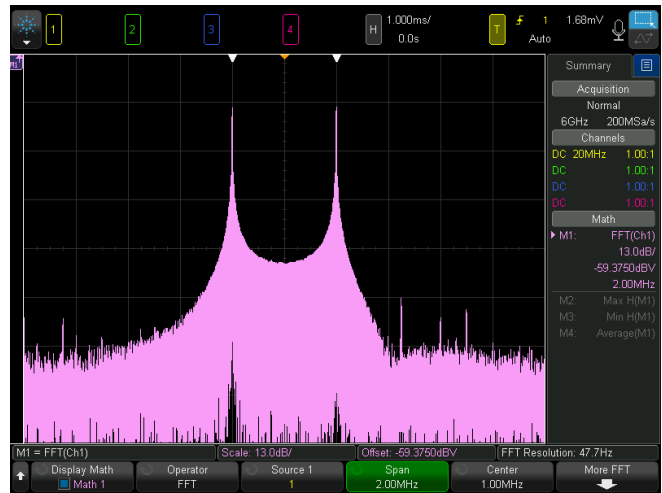 1
2
3
4
H
1.000ms/
0.0s
T
1
1.68mV
Auto
M1
Summary
Acquisition
Normal
6GHz 200MSa/s
Channels
DC 20MHz 1.00:1
DC 1.00:1
DC 1.00:1
DC 1.00:1
Math
M1: FFT(Ch1)
13.0dB/
-59.3750dBV
2.00MHz
M2: Max H(M1)
M3: Min H(M1)
M4: Average(M1)
M1 = FFT(Ch1)
Scale: 13.0dB/
Offset: -59.3750dBV
FFT Resolution: 47.7Hz
Display Math
Math 1
Operator
FFT
Source 1
1
Span
2.00MHz
Center
1.00MHz
More FFT